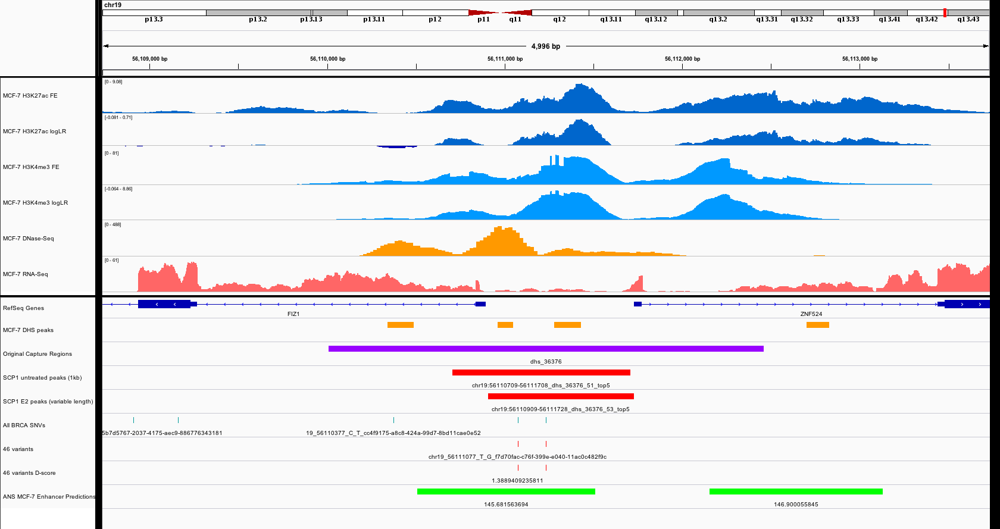 chr19
p13.3 p13.2 p13.13 p13.11 p12 p11 q11 q12 q13.11 q13.12 q13.2 q13.31 q13.32 q13.33 q13.41 q13.42 q13.43
4,996 bp
56,109,000 bp 56,110,000 bp 56,111,000 bp 56,112,000 bp 56,113,000 bp
[0 - 9.08]
MCF-7 H3K27ac FE
[-0.081 - 0.71]
MCF-7 H3K27ac logLR
[0 - 81]
MCF-7 H3K4me3 FE
[-0.064 - 8.86]
MCF-7 H3K4me3 logLR
[0 - 488]
MCF-7 DNase-Seq
[0 - 61]
MCF-7 RNA-Seq
RefSeq Genes
FIZ1 ZNF524
MCF-7 DHS peaks
Original Capture Regions
dhs_36376
SCP1 untreated peaks (1kb)
chr19:56110709-56111708_dhs_36376_51_top5
SCP1 E2 peaks (variable length)
chr19:56110909-56111728_dhs_36376_53_top5
All BRCA SNVs
5b7d5767-2037-4175-aec9-886776343181 19_56110377_C_T_cc4f9175-a8c8-424a-99d7-8bd11cae0e52
46 variants
chr19_56111077_T_G_f7d70fac-c76f-399e-e040-11ac0c482f9c
46 variants D-score
1.3889409235811
ANS MCF-7 Enhancer Predictions
145.681563694 146.900055845